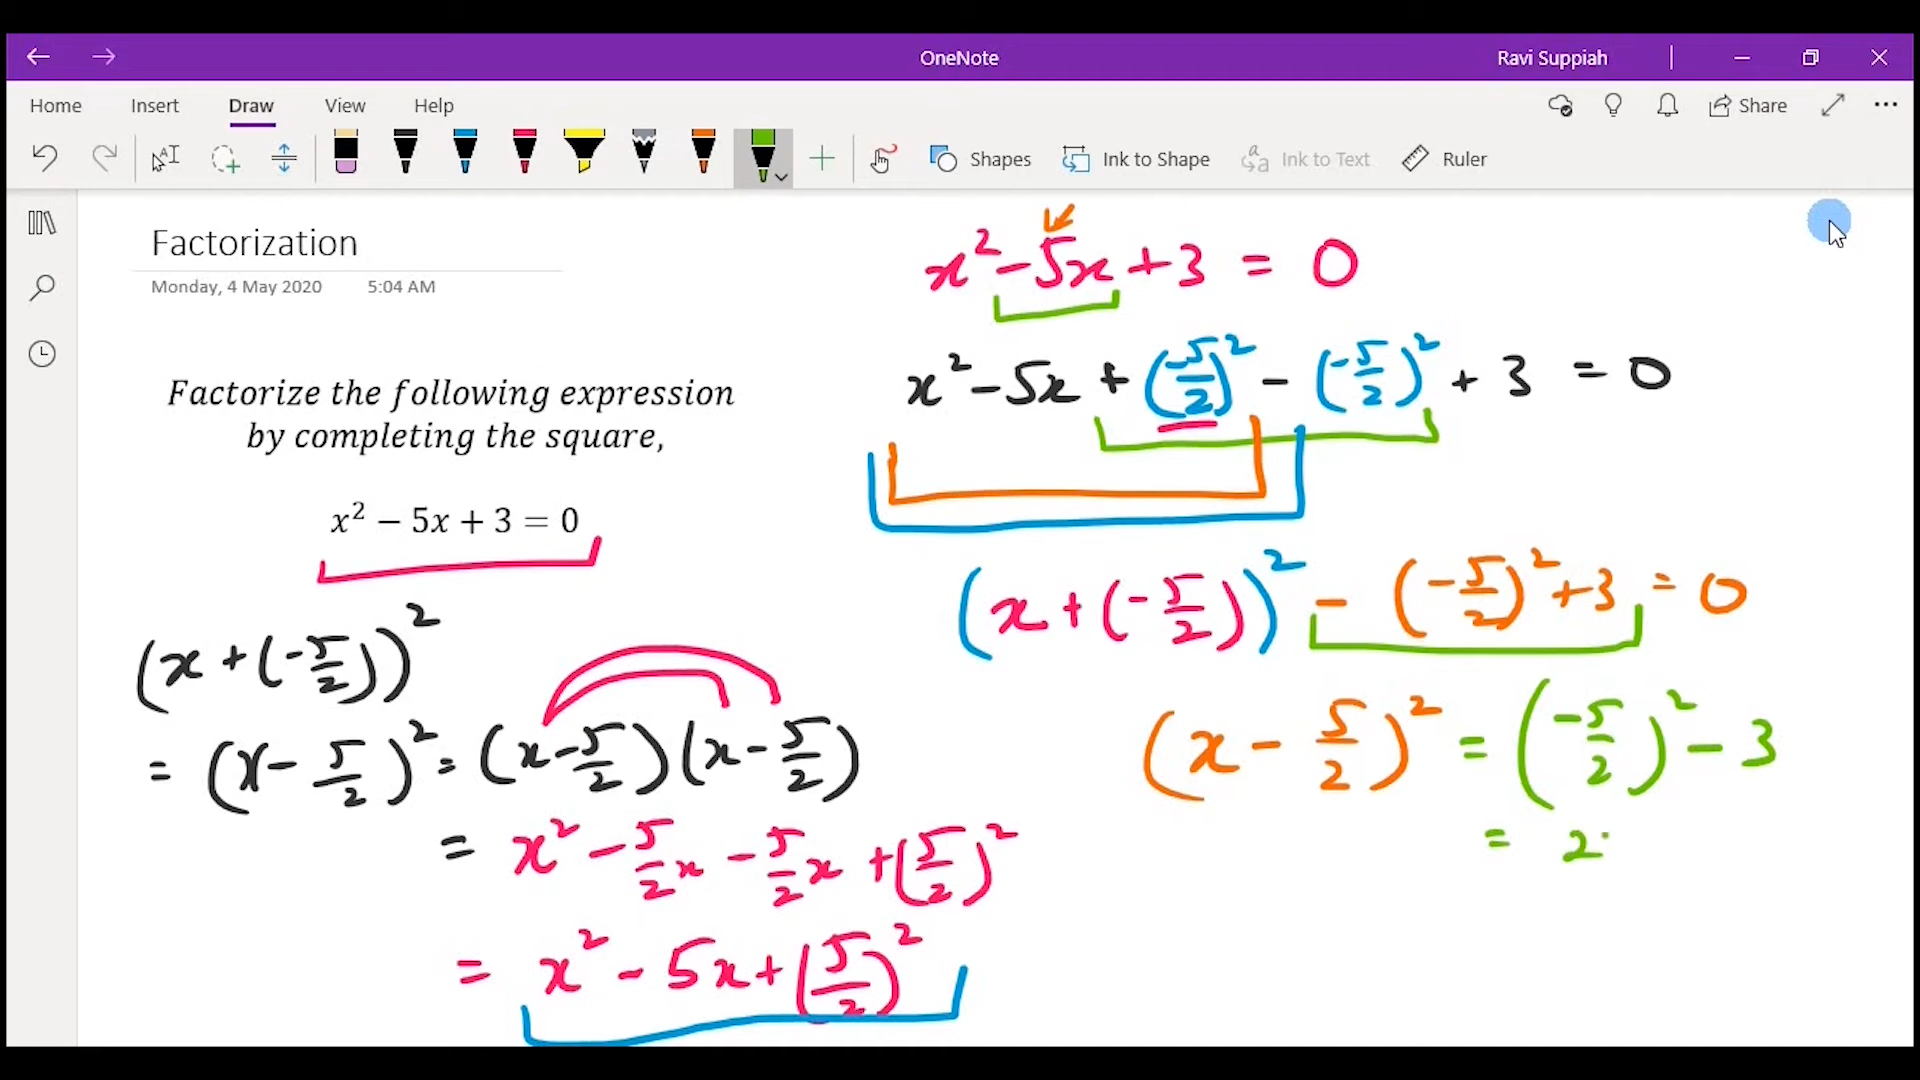 OneNote
Ravi Suppiah
Home Insert Draw View Help
Share
Shapes Ink to Shape Ink to Text Ruler
Factorization
Monday, 4 May 2020 5:04 AM
Factorize the following expression
by completing the square,
x² − 5x + 3 = 0
(x + (-5/2))²
= (x - 5/2)² = (x - 5/2)(x - 5/2)
= x² - 5/2 x - 5/2 x + (5/2)²
= x² - 5x + (5/2)²
x² - 5x + 3 = 0
x² - 5x + (-5/2)² - (-5/2)² + 3 = 0
(x + (-5/2))² - (-5/2)² + 3 = 0
(x - 5/2)² = (-5/2)² - 3
= 2